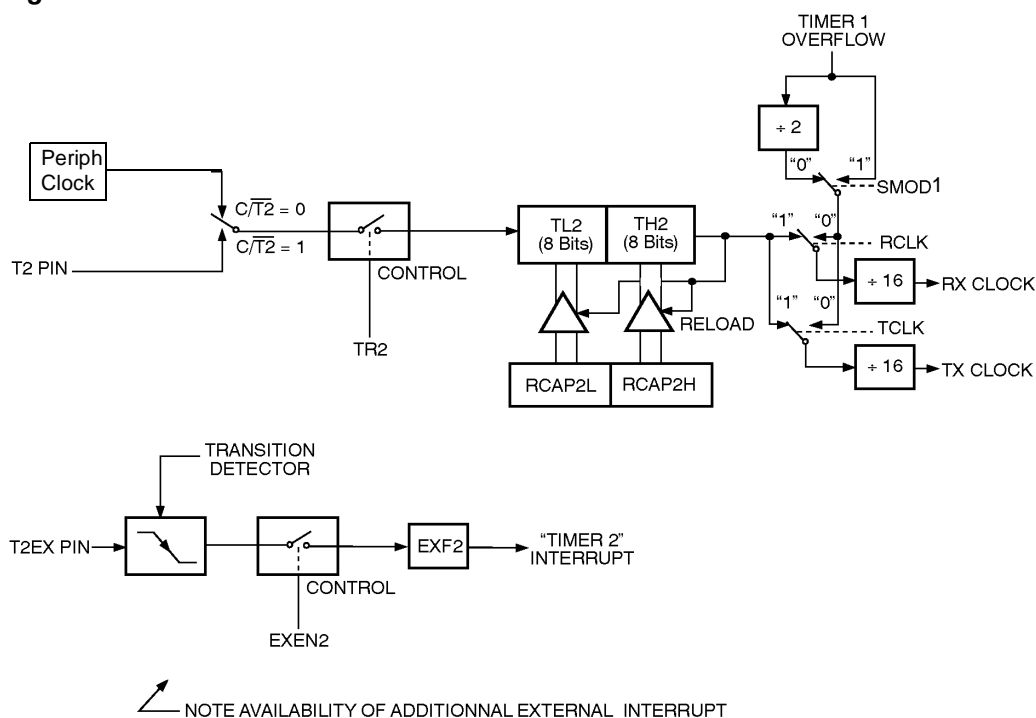 TIMER 1
OVERFLOW
÷ 2
"0"
"1"
SMOD1
Periph
Clock
C/T2 = 0
C/T2 = 1
T2 PIN
CONTROL
TR2
TL2
(8 Bits)
TH2
(8 Bits)
"1"
"0"
RCLK
÷ 16
RX CLOCK
"1"
"0"
TCLK
÷ 16
TX CLOCK
RELOAD
RCAP2L
RCAP2H
TRANSITION
DETECTOR
T2EX PIN
CONTROL
EXEN2
EXF2
"TIMER 2"
INTERRUPT
NOTE AVAILABILITY OF ADDITIONNAL EXTERNAL INTERRUPT